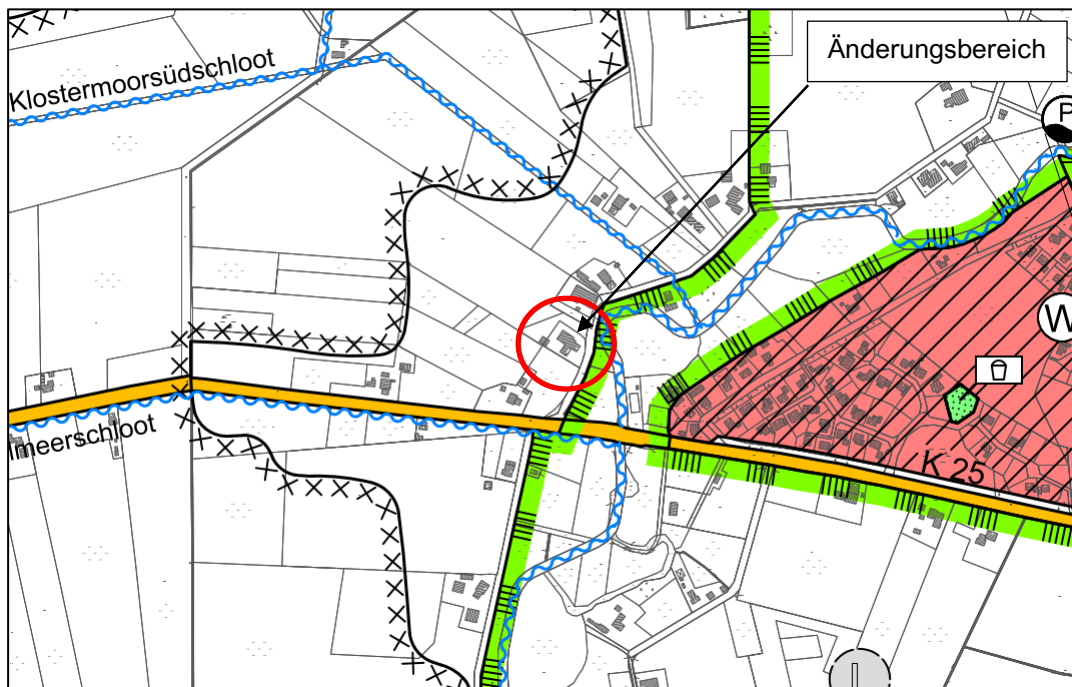 Änderungsbereich
Klostermoorsüdschloot
P
W
lmeerschloot
K 25